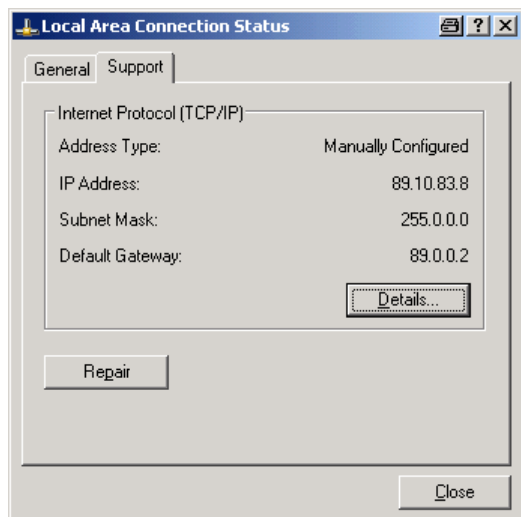 Local Area Connection Status
General Support
Internet Protocol (TCP/IP)
Address Type: Manually Configured
IP Address: 89.10.83.8
Subnet Mask: 255.0.0.0
Default Gateway: 89.0.0.2
Details...
Repair
Close